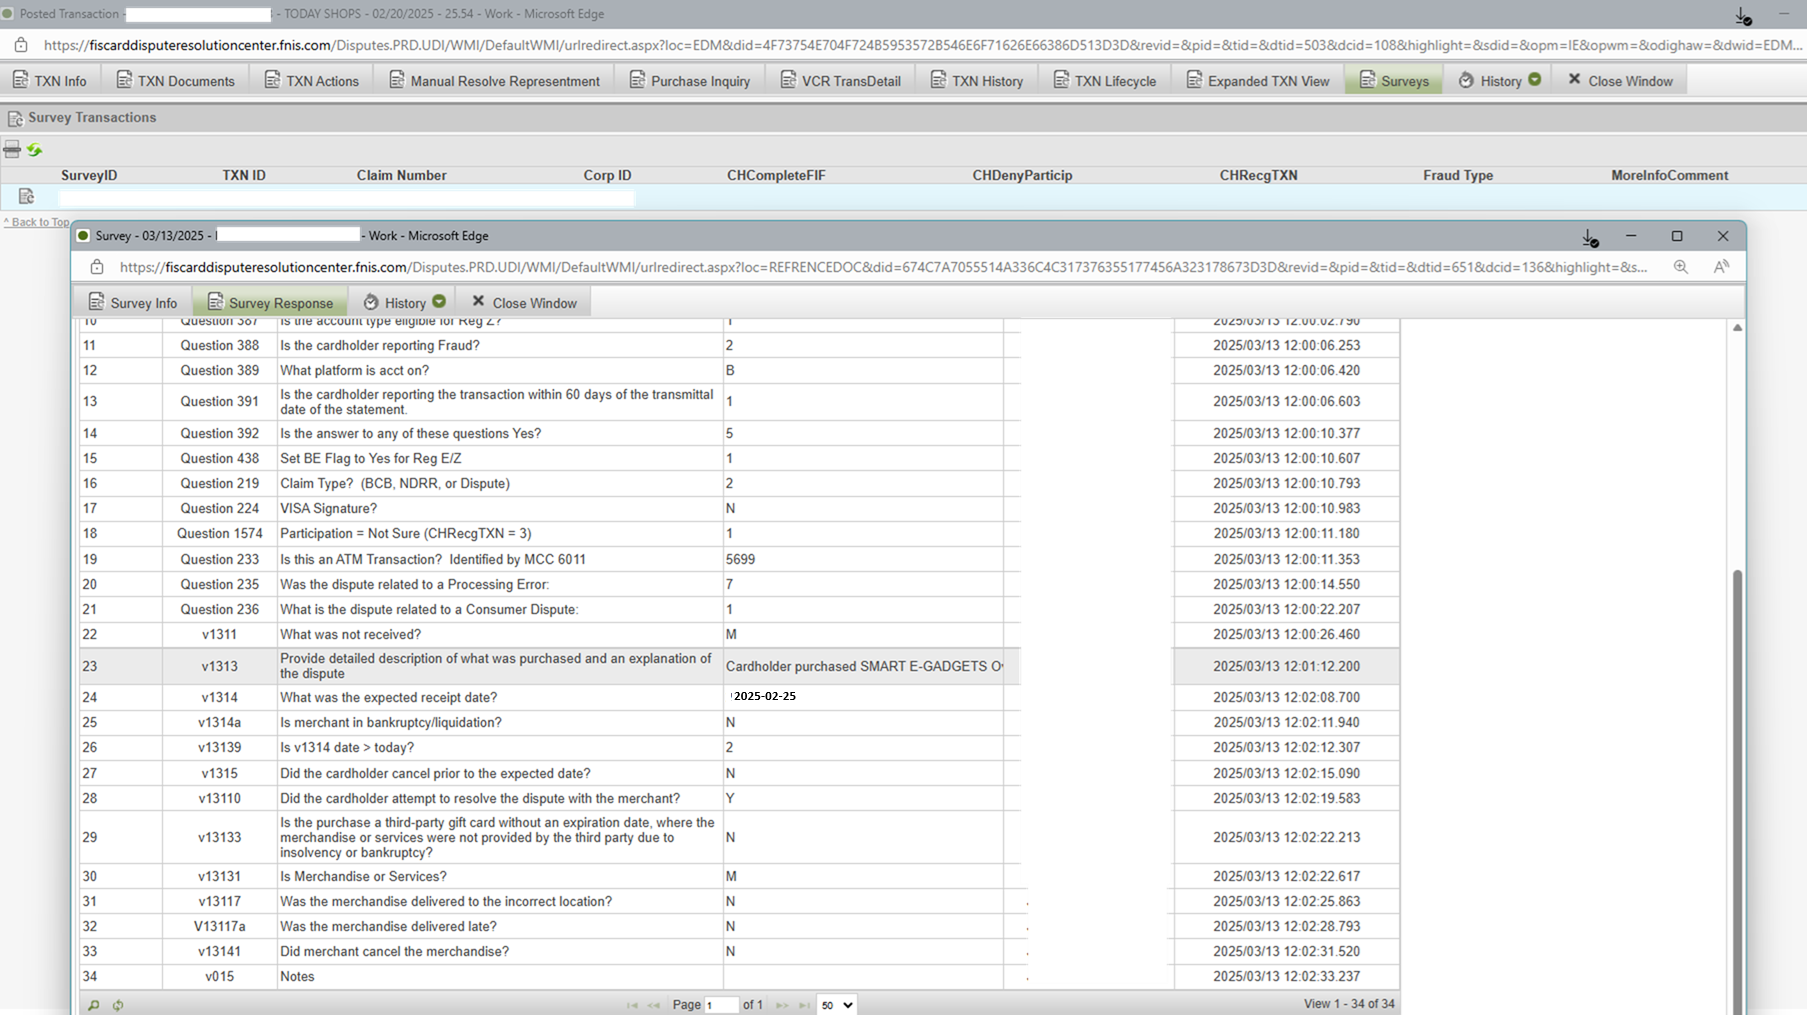 Posted Transaction - - TODAY SHOPS - 02/20/2025 - 25.54 - Work - Microsoft Edge
https://fiscarddisputeresolutioncenter.fnis.com/Disputes.PRD.UDI/WMI/DefaultWMI/urlredirect.aspx?loc=EDM&did=4F73754E704F724B5953572B546E6F71626E66386D513D3D&revid=&pid=&tid=&dtid=503&dcid=108&highlight=&sdid=&opm=IE&opwm=&odighaw=&dwid=EDM...
TXN Info TXN Documents TXN Actions Manual Resolve Representment Purchase Inquiry VCR TransDetail TXN History TXN Lifecycle Expanded TXN View Surveys History Close Window
Survey Transactions
SurveyID TXN ID Claim Number Corp ID CHCompleteFIF CHDenyParticip CHRecgTXN Fraud Type MoreInfoComment
^ Back to Top
Survey - 03/13/2025 - - Work - Microsoft Edge
https://fiscarddisputeresolutioncenter.fnis.com/Disputes.PRD.UDI/WMI/DefaultWMI/urlredirect.aspx?loc=REFRENCEDOC&did=674C7A7055514A336C4C317376355177456A323178673D3D&revid=&pid=&tid=&dtid=651&dcid=136&highlight=&s...
Survey Info Survey Response History Close Window
10 Question 387 Is the account type eligible for Reg Z? 1 2025/03/13 12:00:02.790
11 Question 388 Is the cardholder reporting Fraud? 2 2025/03/13 12:00:06.253
12 Question 389 What platform is acct on? B 2025/03/13 12:00:06.420
13 Question 391 Is the cardholder reporting the transaction within 60 days of the transmittal
date of the statement. 1 2025/03/13 12:00:06.603
14 Question 392 Is the answer to any of these questions Yes? 5 2025/03/13 12:00:10.377
15 Question 438 Set BE Flag to Yes for Reg E/Z 1 2025/03/13 12:00:10.607
16 Question 219 Claim Type? (BCB, NDRR, or Dispute) 2 2025/03/13 12:00:10.793
17 Question 224 VISA Signature? N 2025/03/13 12:00:10.983
18 Question 1574 Participation = Not Sure (CHRecgTXN = 3) 1 2025/03/13 12:00:11.180
19 Question 233 Is this an ATM Transaction? Identified by MCC 6011 5699 2025/03/13 12:00:11.353
20 Question 235 Was the dispute related to a Processing Error: 7 2025/03/13 12:00:14.550
21 Question 236 What is the dispute related to a Consumer Dispute: 1 2025/03/13 12:00:22.207
22 v1311 What was not received? M 2025/03/13 12:00:26.460
23 v1313 Provide detailed description of what was purchased and an explanation of
the dispute Cardholder purchased SMART E-GADGETS O 2025/03/13 12:01:12.200
24 v1314 What was the expected receipt date? 2025-02-25 2025/03/13 12:02:08.700
25 v1314a Is merchant in bankruptcy/liquidation? N 2025/03/13 12:02:11.940
26 v13139 Is v1314 date > today? 2 2025/03/13 12:02:12.307
27 v1315 Did the cardholder cancel prior to the expected date? N 2025/03/13 12:02:15.090
28 v13110 Did the cardholder attempt to resolve the dispute with the merchant? Y 2025/03/13 12:02:19.583
29 v13133 Is the purchase a third-party gift card without an expiration date, where the
merchandise or services were not provided by the third party due to
insolvency or bankruptcy? N 2025/03/13 12:02:22.213
30 v13131 Is Merchandise or Services? M 2025/03/13 12:02:22.617
31 v13117 Was the merchandise delivered to the incorrect location? N 2025/03/13 12:02:25.863
32 V13117a Was the merchandise delivered late? N 2025/03/13 12:02:28.793
33 v13141 Did merchant cancel the merchandise? N 2025/03/13 12:02:31.520
34 v015 Notes 2025/03/13 12:02:33.237
Page 1 of 1 50 View 1 - 34 of 34